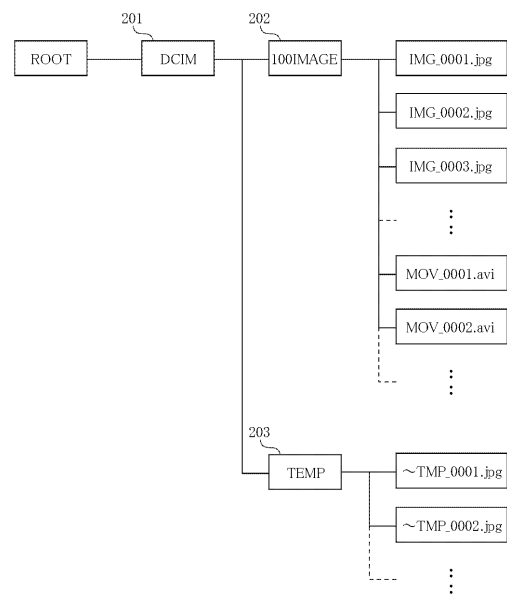 201
202
ROOT
DCIM
100IMAGE
IMG_0001.jpg
IMG_0002.jpg
IMG_0003.jpg
MOV_0001.avi
MOV_0002.avi
203
TEMP
～TMP_0001.jpg
～TMP_0002.jpg